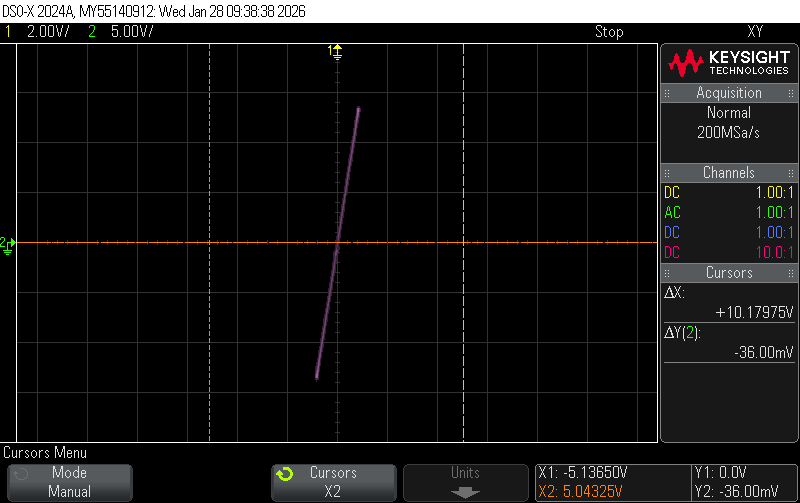 DSO-X 2024A, MY55140912: Wed Jan 28 09:38:38 2026
1 2.00V/ 2 5.00V/ Stop XY
1
2
KEYSIGHT
TECHNOLOGIES
Acquisition
Normal
200MSa/s
Channels
DC 1.00:1
AC 1.00:1
DC 1.00:1
DC 10.0:1
Cursors
ΔX:
+10.17975V
ΔY(2):
-36.00mV
Cursors Menu
Mode
Manual
Cursors
X2
Units
X1: -5.13650V
X2: 5.04325V
Y1: 0.0V
Y2: -36.00mV